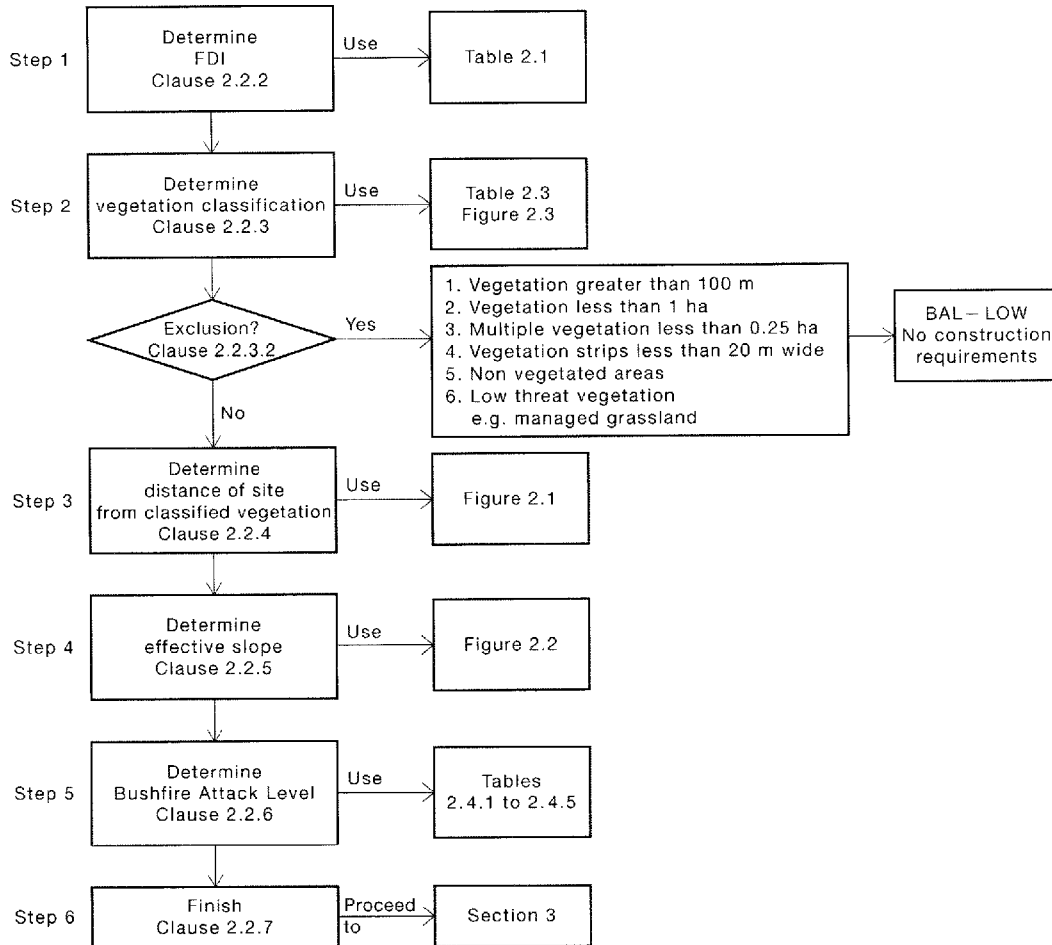 Step 1
Determine
FDI
Clause 2.2.2
Use
Table 2.1
Step 2
Determine
vegetation classification
Clause 2.2.3
Use
Table 2.3
Figure 2.3
Exclusion?
Clause 2.2.3.2
Yes
1. Vegetation greater than 100 m
2. Vegetation less than 1 ha
3. Multiple vegetation less than 0.25 ha
4. Vegetation strips less than 20 m wide
5. Non vegetated areas
6. Low threat vegetation
e.g. managed grassland
BAL – LOW
No construction
requirements
No
Step 3
Determine
distance of site
from classified vegetation
Clause 2.2.4
Use
Figure 2.1
Step 4
Determine
effective slope
Clause 2.2.5
Use
Figure 2.2
Step 5
Determine
Bushfire Attack Level
Clause 2.2.6
Use
Tables
2.4.1 to 2.4.5
Step 6
Finish
Clause 2.2.7
Proceed
to
Section 3